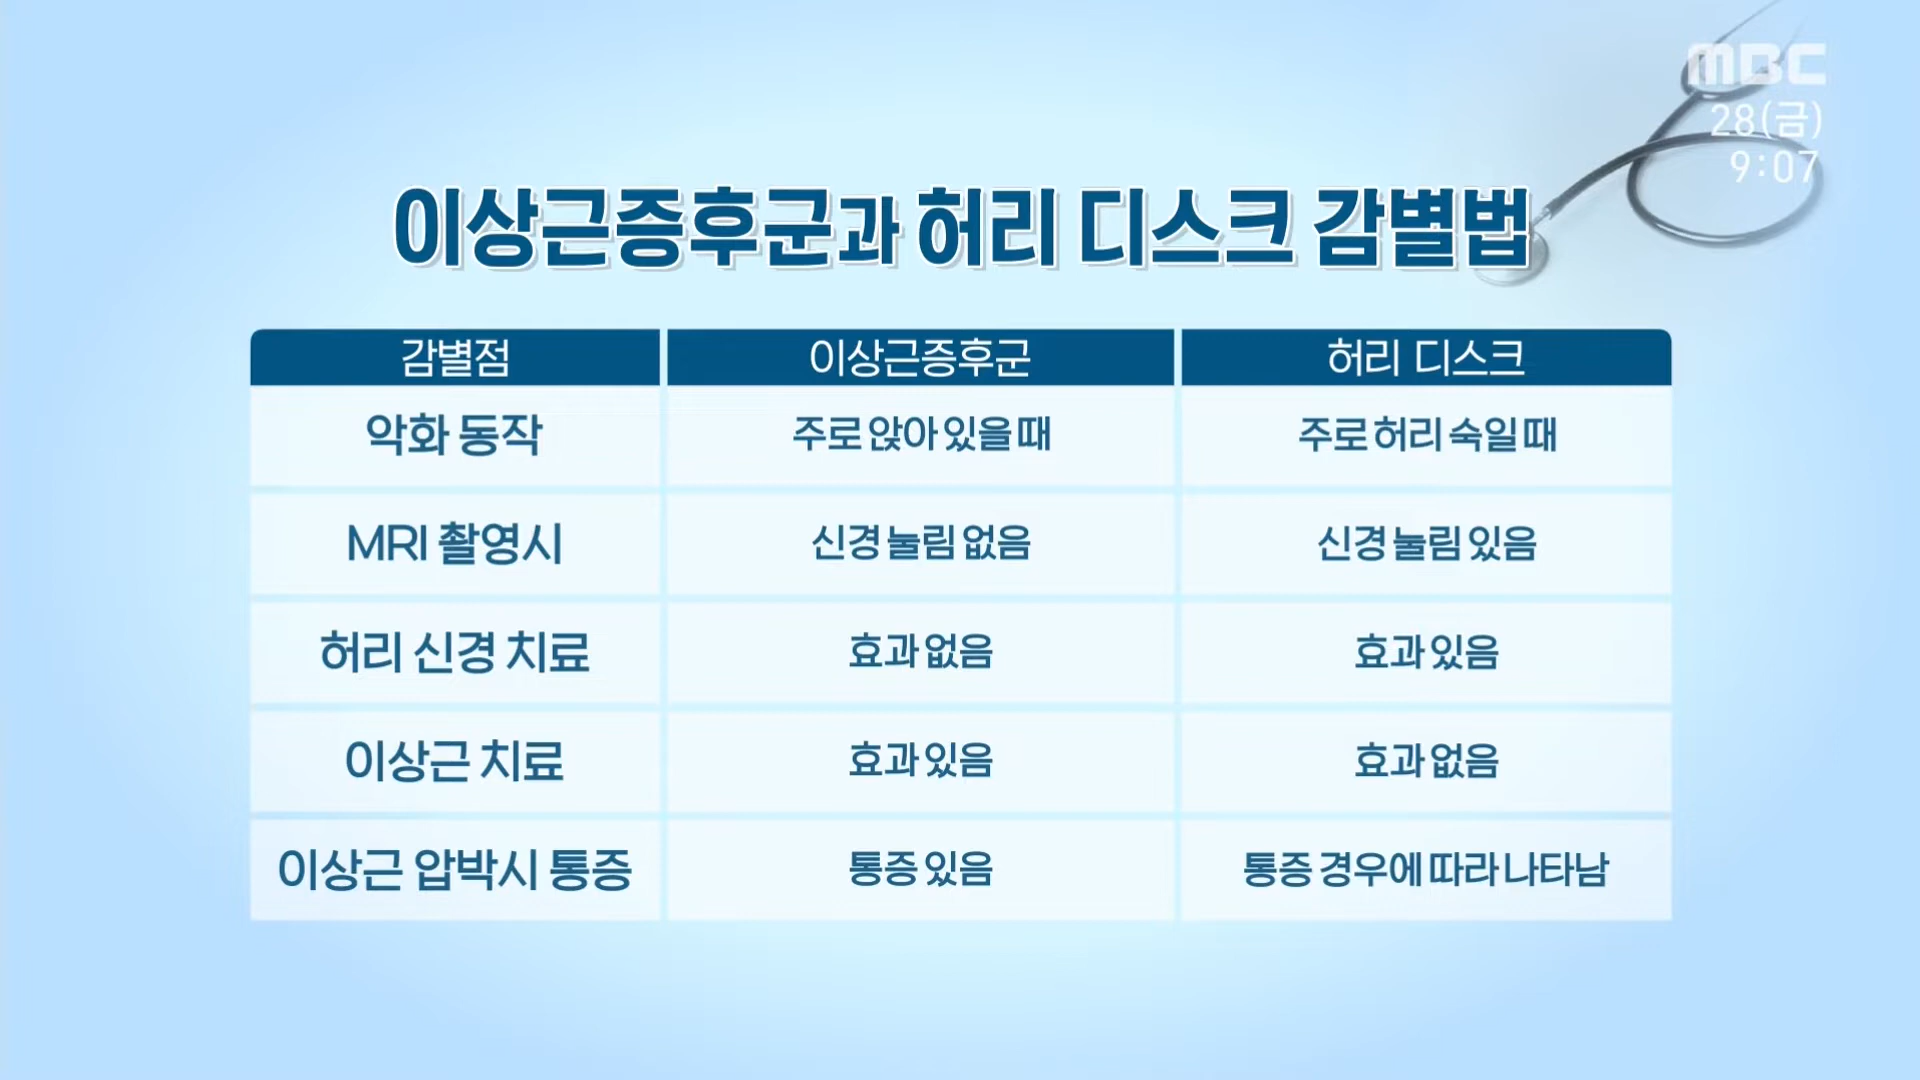 MBC
28(금)
9:07
이상근증후군과 허리 디스크 감별법
감별점 이상근증후군 허리 디스크
악화 동작 주로 앉아 있을 때 주로 허리 숙일 때
MRI 촬영시 신경 눌림 없음 신경 눌림 있음
허리 신경 치료 효과 없음 효과 있음
이상근 치료 효과 있음 효과 없음
이상근 압박시 통증 통증 있음 통증 경우에 따라 나타남